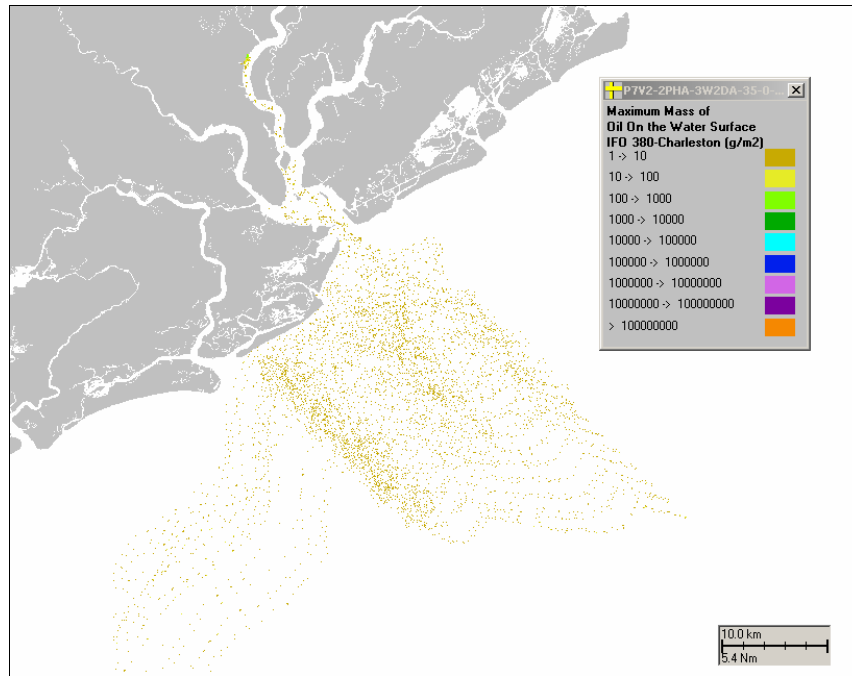 P7V2-2PHA-3W2DA-35-0-...
Maximum Mass of
Oil On the Water Surface
IFO 380-Charleston (g/m2)
1 -> 10
10 -> 100
100 -> 1000
1000 -> 10000
10000 -> 100000
100000 -> 1000000
1000000 -> 10000000
10000000 -> 100000000
> 100000000
10.0 km
5.4 Nm